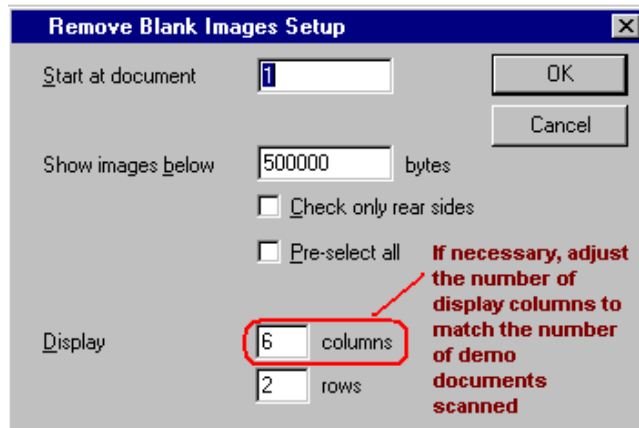 Remove Blank Images Setup
Start at document 1
OK
Cancel
Show images below 500000 bytes
Check only rear sides
Pre-select all
If necessary, adjust
the number of
display columns to
match the number
of demo
documents
scanned
Display 6 columns
2 rows